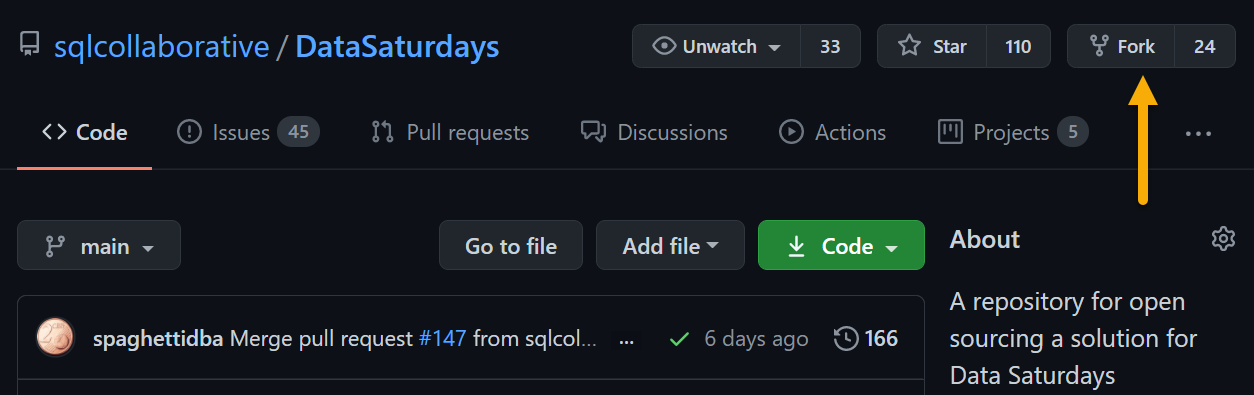 sqlcollaborative / DataSaturdays
Unwatch 33 Star 110 Fork 24
Code Issues 45 Pull requests Discussions Actions Projects 5 ...
main Go to file Add file Code
About
A repository for open
sourcing a solution for
Data Saturdays
spaghettidba Merge pull request #147 from sqlcol... ... 6 days ago 166